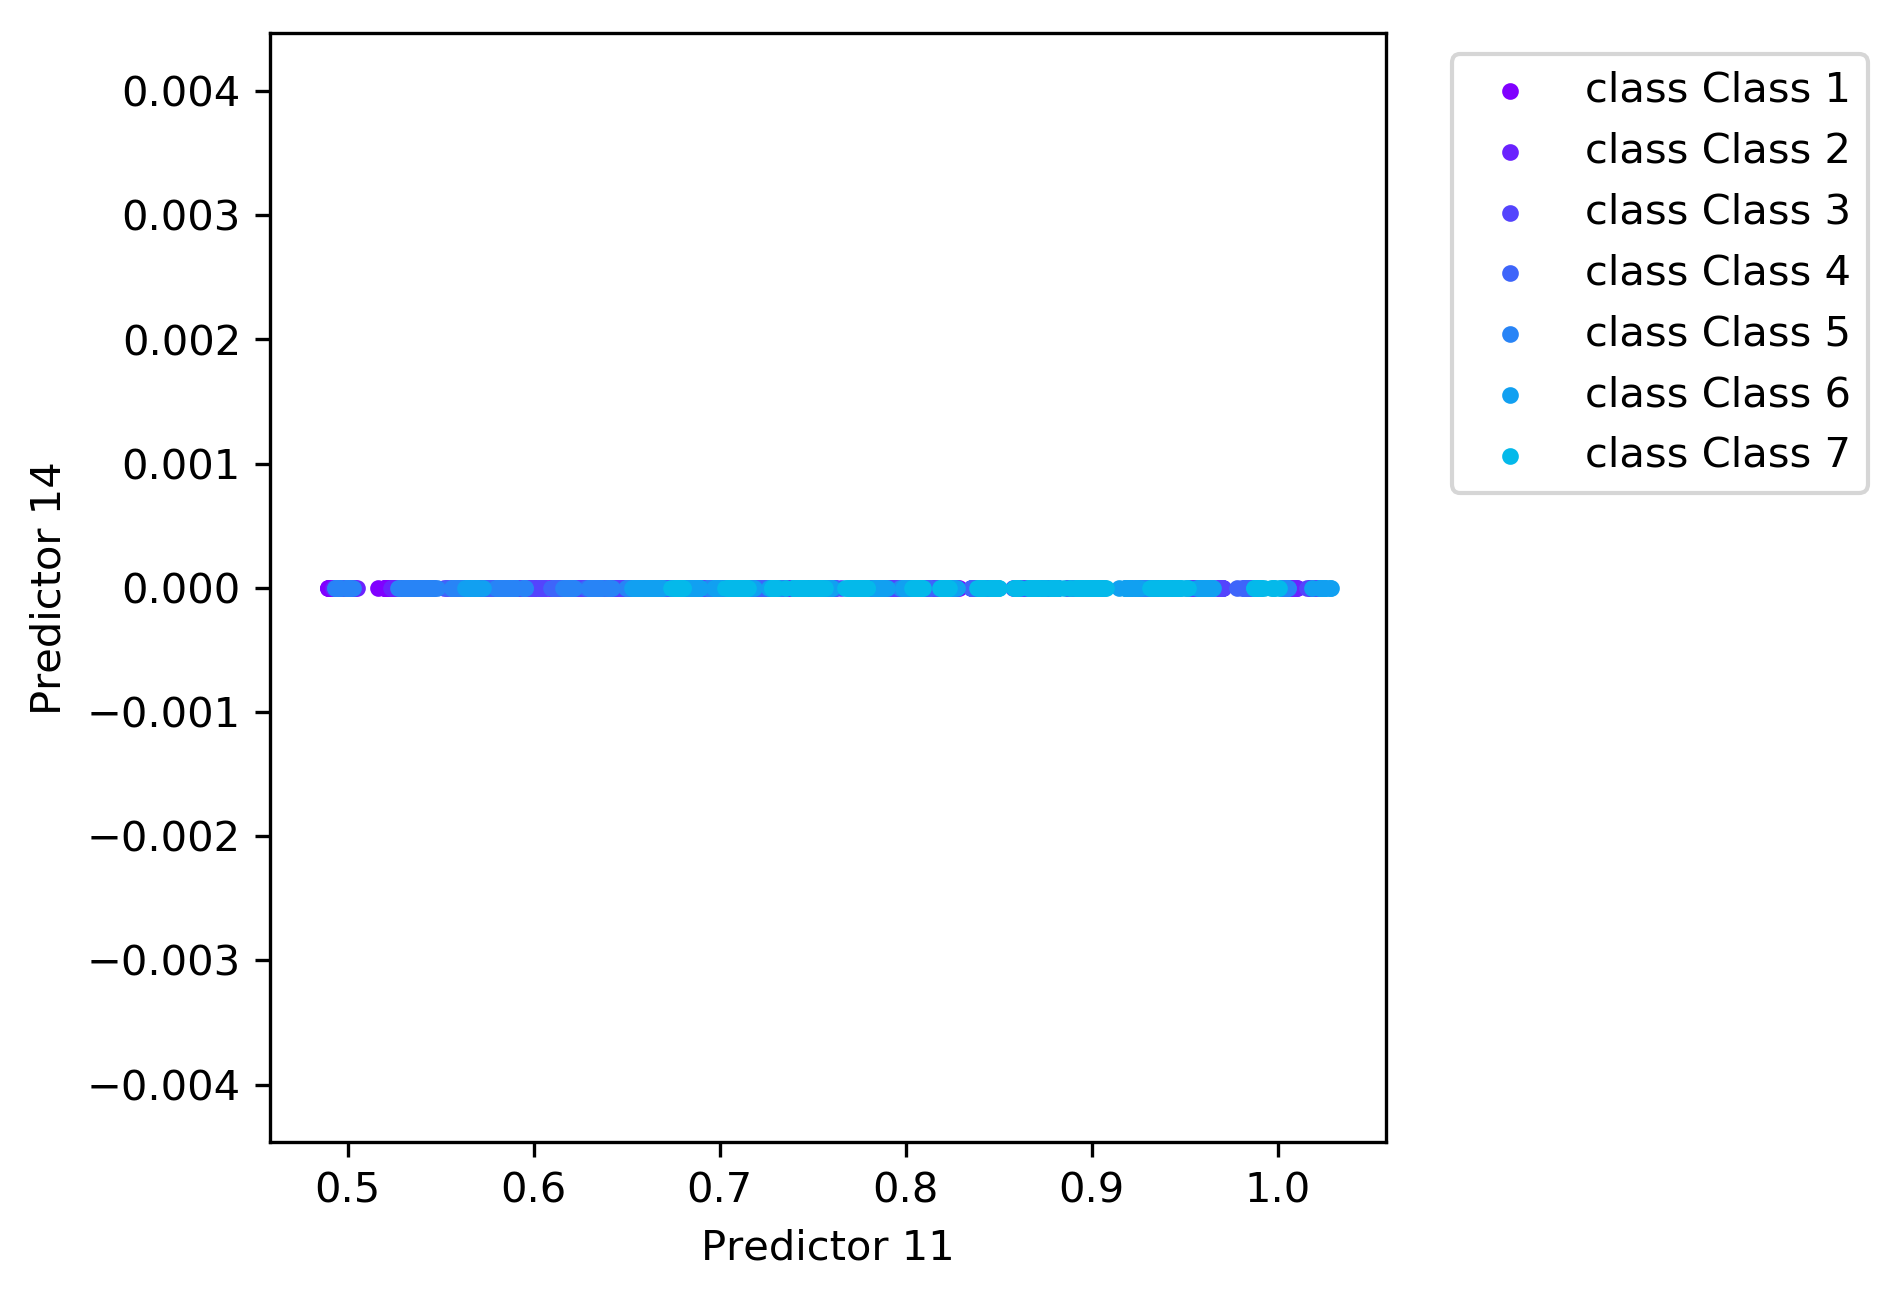 0.004
0.003
0.002
0.001
0.000
−0.001
−0.002
−0.003
−0.004
Predictor 14
0.5 0.6 0.7 0.8 0.9 1.0
Predictor 11
class Class 1
class Class 2
class Class 3
class Class 4
class Class 5
class Class 6
class Class 7